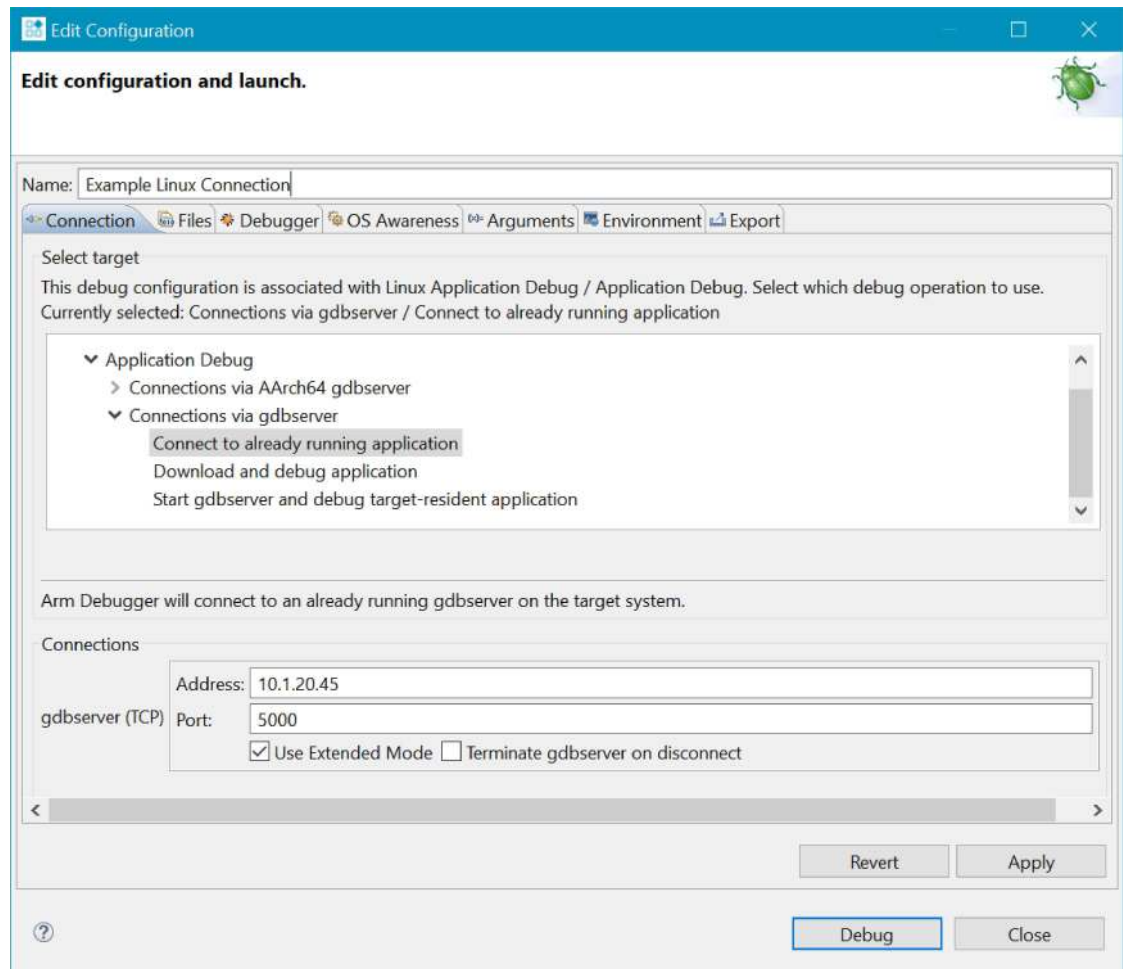 Edit Configuration
Edit configuration and launch.
Name: Example Linux Connection
Connection Files Debugger OS Awareness Arguments Environment Export
Select target
This debug configuration is associated with Linux Application Debug / Application Debug. Select which debug operation to use.
Currently selected: Connections via gdbserver / Connect to already running application
Application Debug
Connections via AArch64 gdbserver
Connections via gdbserver
Connect to already running application
Download and debug application
Start gdbserver and debug target-resident application
Arm Debugger will connect to an already running gdbserver on the target system.
Connections
Address: 10.1.20.45
gdbserver (TCP) Port: 5000
Use Extended Mode Terminate gdbserver on disconnect
Revert Apply
? Debug Close